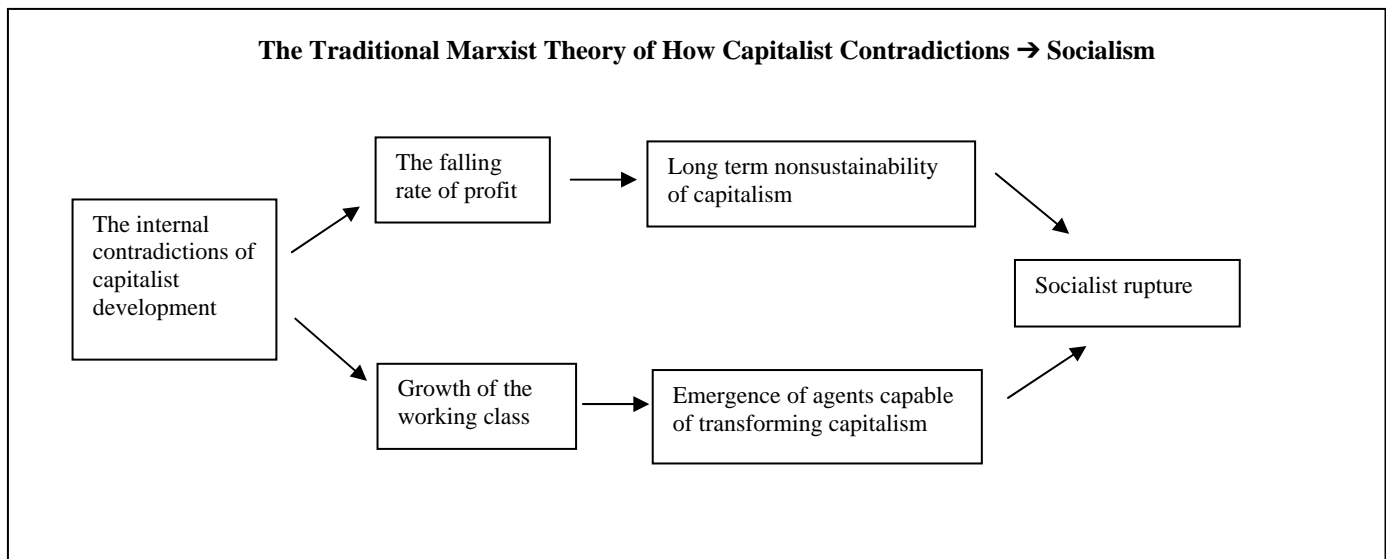 The Traditional Marxist Theory of How Capitalist Contradictions → Socialism
The internal
contradictions of
capitalist
development
The falling
rate of profit
Long term nonsustainability
of capitalism
Growth of the
working class
Emergence of agents capable
of transforming capitalism
Socialist rupture